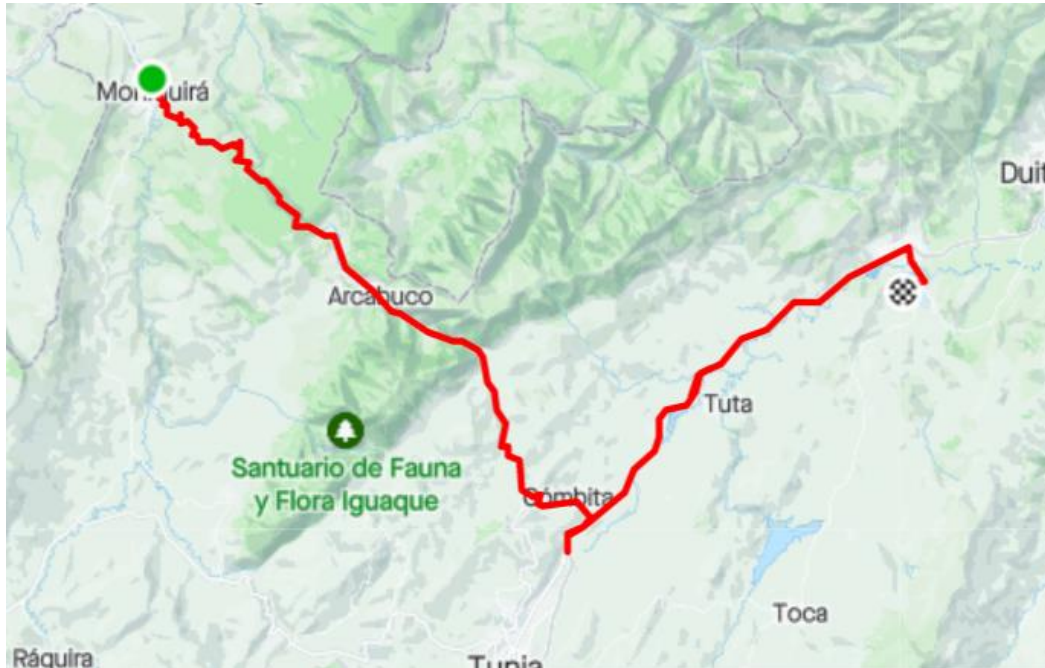 Duit
Arcabuco
Tuta
Santuario de Fauna
y Flora Iguaque
Cómbita
Toca
Ráquira